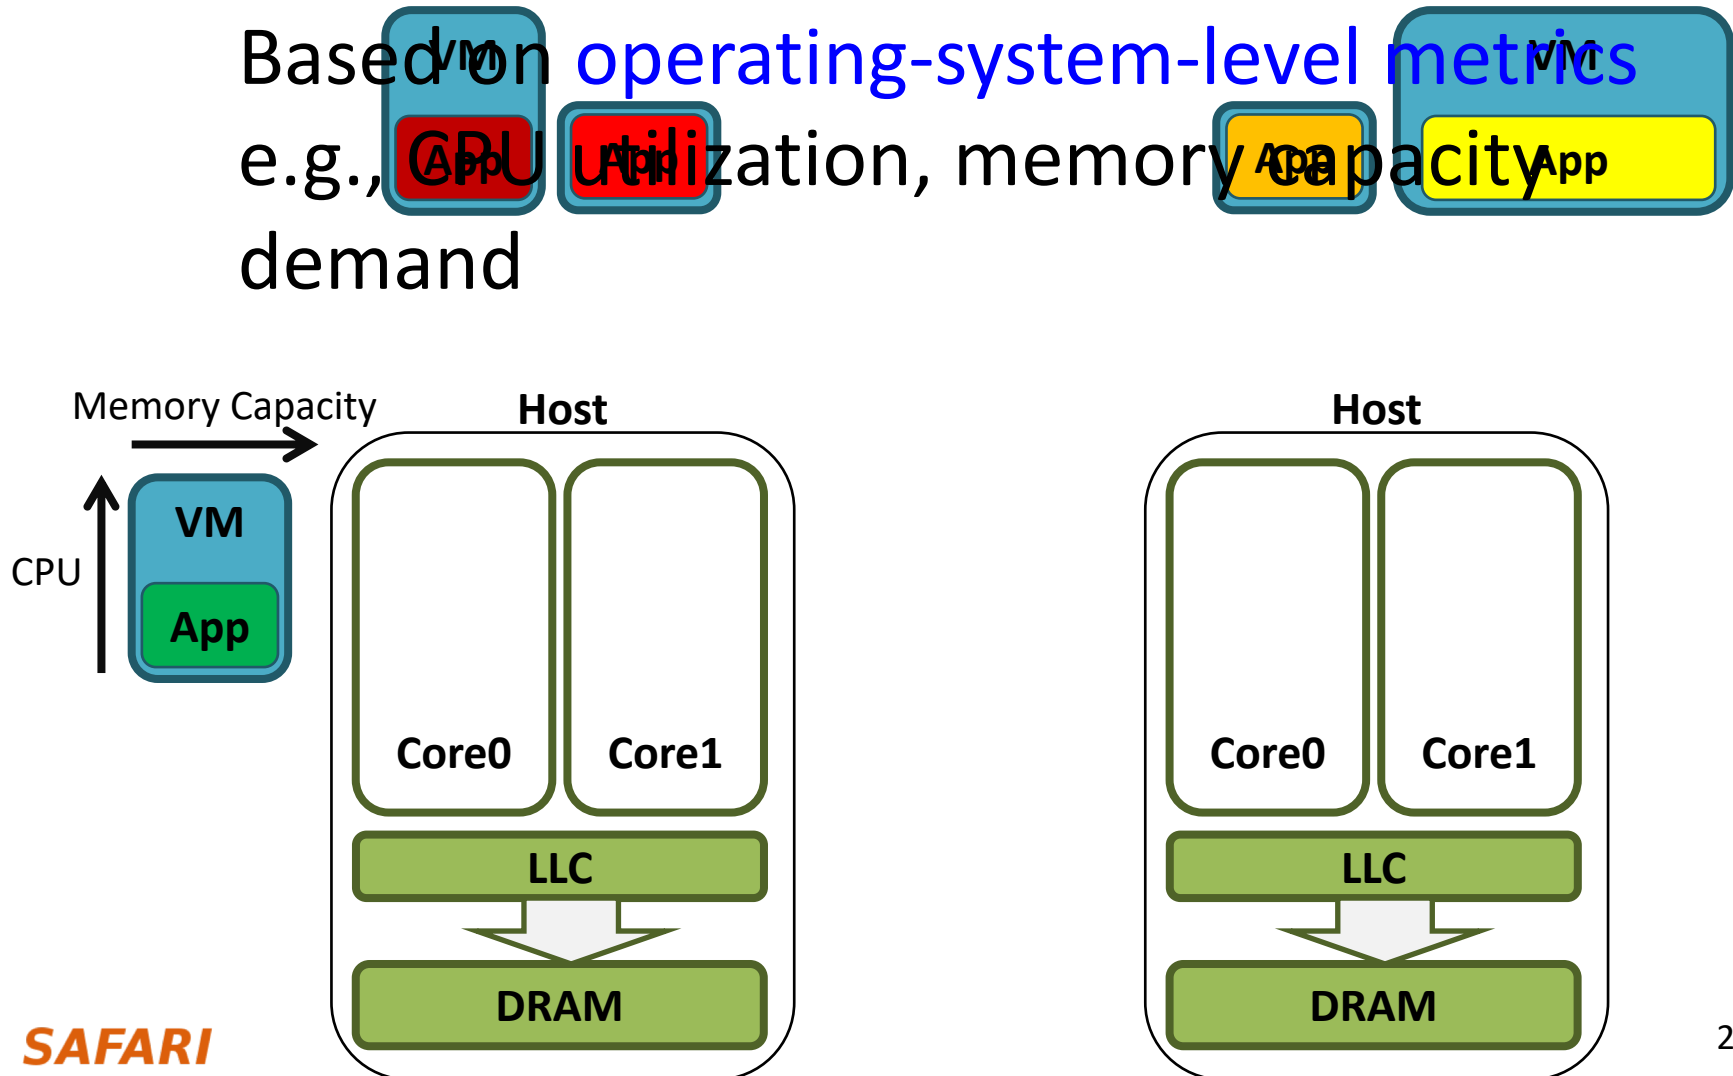 Based on operating-system-level metrics
e.g., CPU utilization, memory capacity
demand
VM
VM
App
App
App
App
Memory Capacity
Host
Host
CPU
VM
App
Core0
Core1
Core0
Core1
LLC
LLC
DRAM
DRAM
SAFARI
2